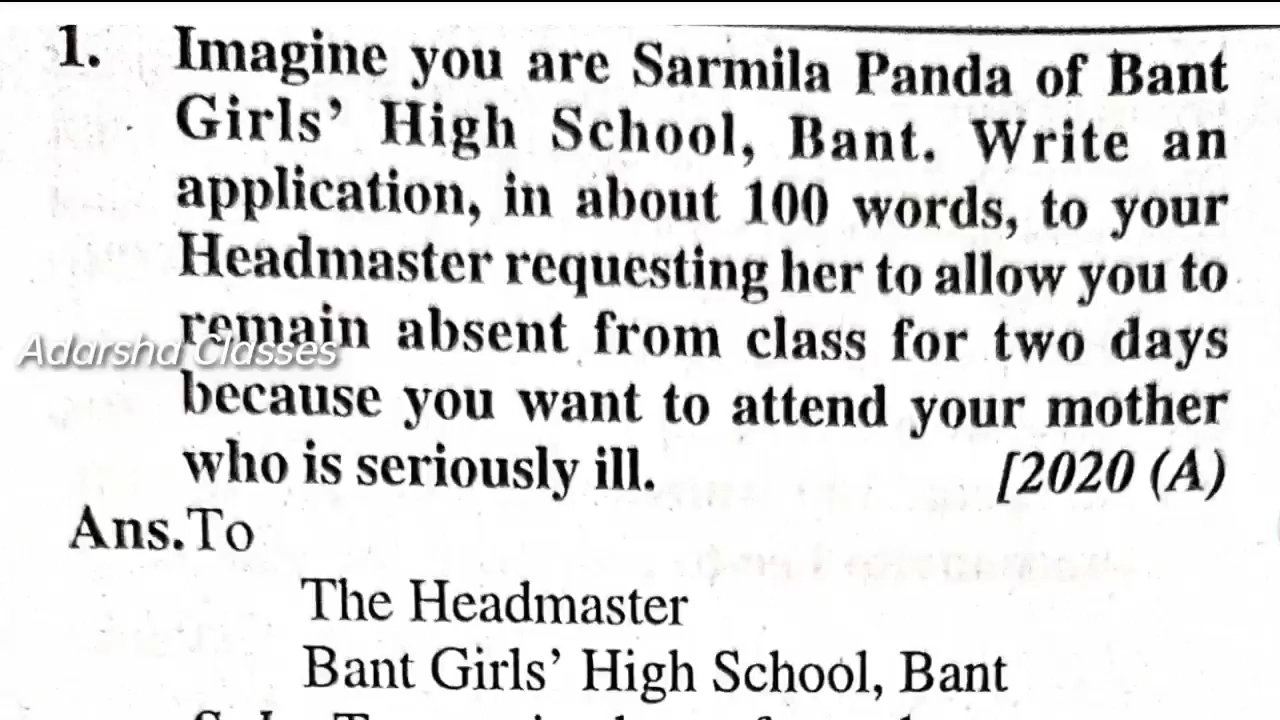 1. Imagine you are Sarmila Panda of Bant
Girls' High School, Bant. Write an
application, in about 100 words, to your
Headmaster requesting her to allow you to
remain absent from class for two days
Adarsha Classes
because you want to attend your mother
who is seriously ill. [2020 (A)
Ans.To
The Headmaster
Bant Girls' High School, Bant